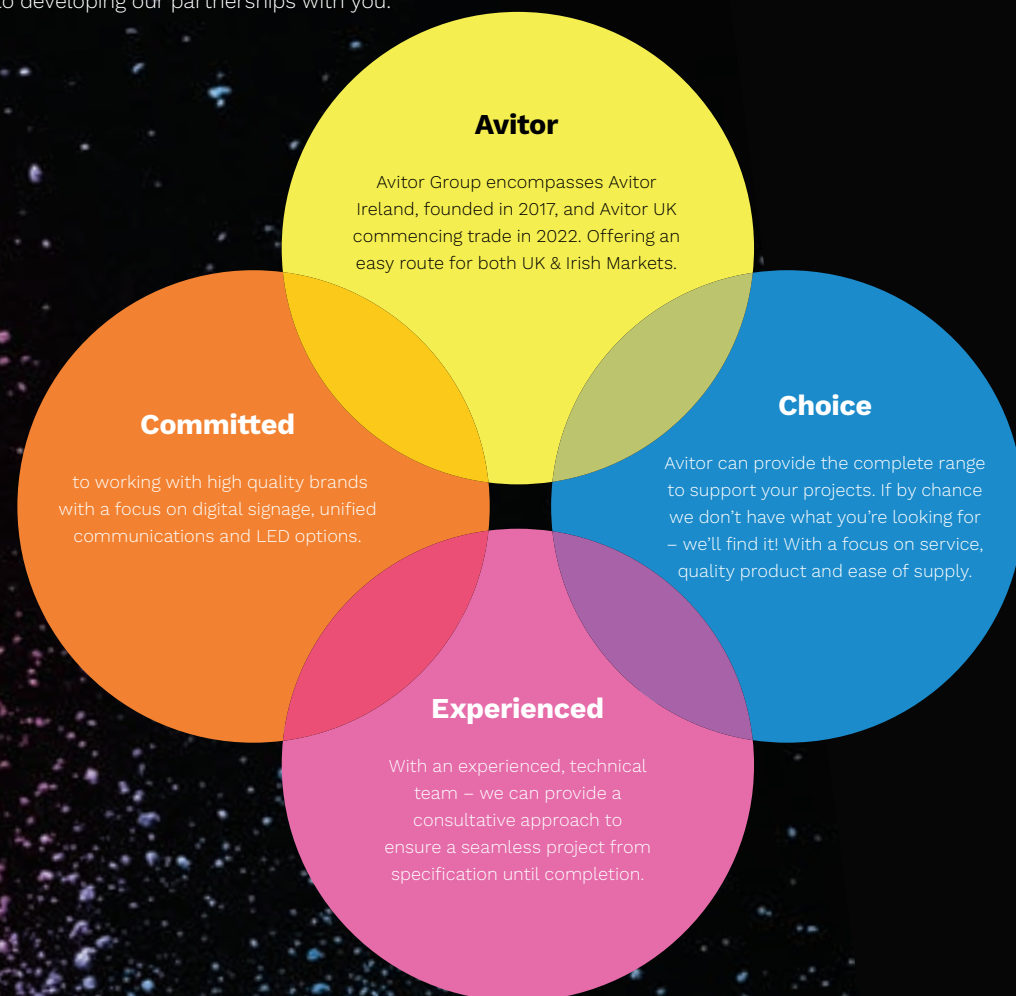 to developing our partnerships with you.
Avitor
Avitor Group encompasses Avitor
Ireland, founded in 2017, and Avitor UK
commencing trade in 2022. Offering an
easy route for both UK & Irish Markets.
Committed
to working with high quality brands
with a focus on digital signage, unified
communications and LED options.
Choice
Avitor can provide the complete range
to support your projects. If by chance
we don’t have what you’re looking for
– we’ll find it! With a focus on service,
quality product and ease of supply.
Experienced
With an experienced, technical
team – we can provide a
consultative approach to
ensure a seamless project from
specification until completion.